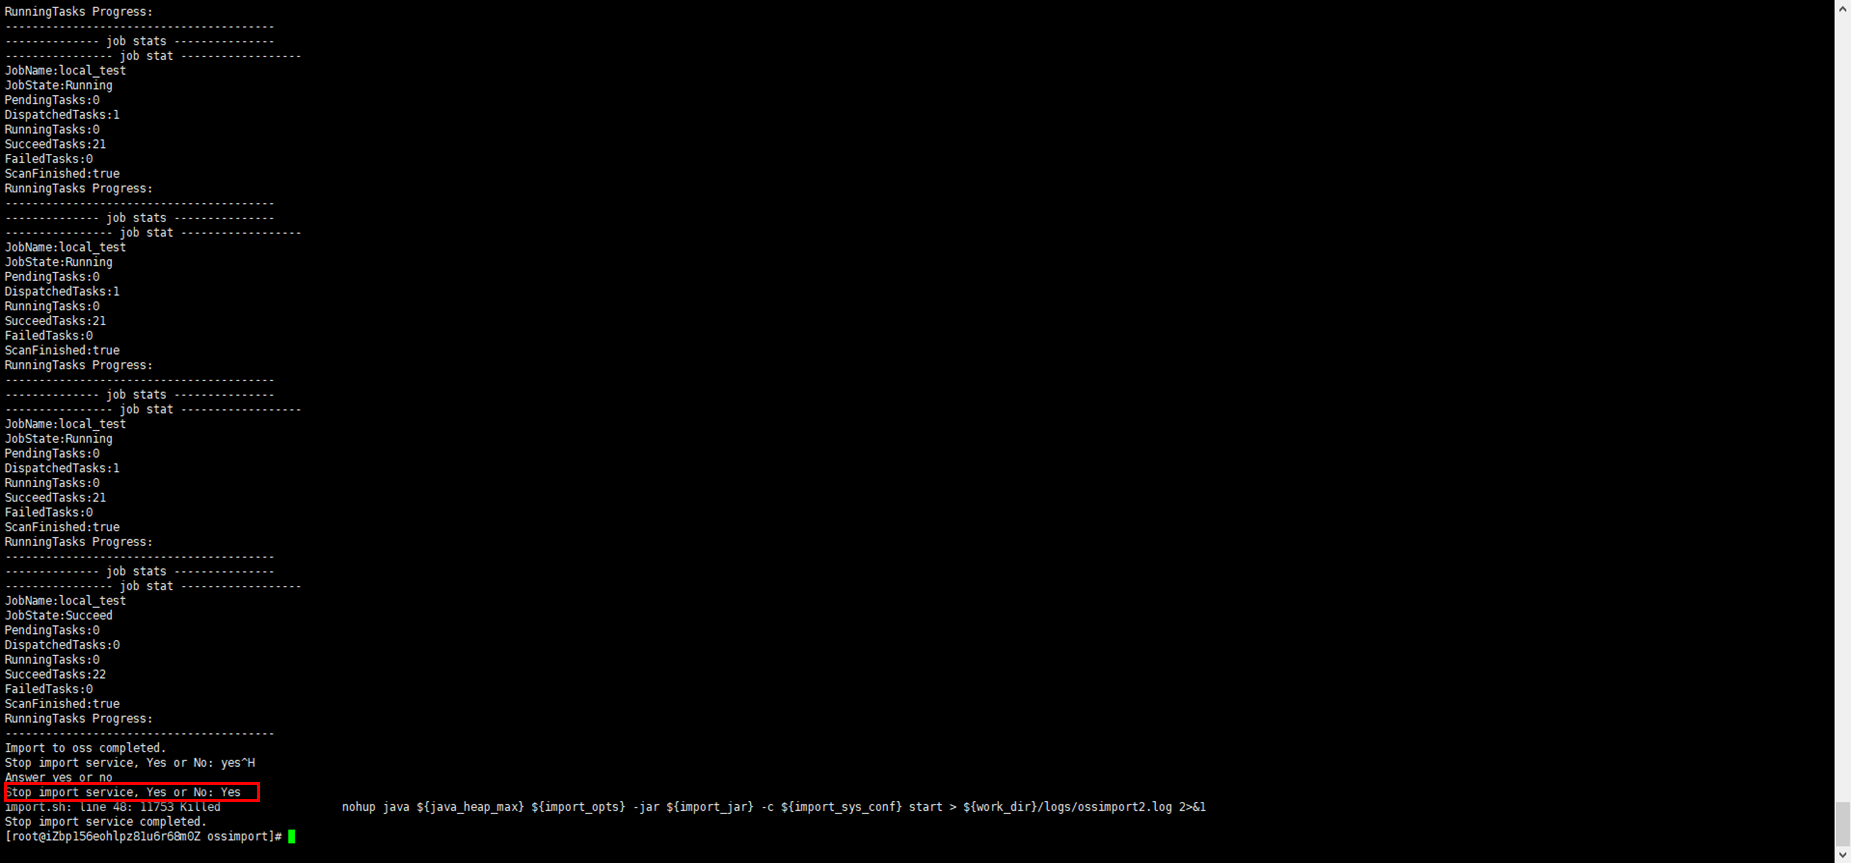 RunningTasks Progress:
----------------------------------------
-------------- job stats ---------------
---------------- job stat ------------------
JobName:local_test
JobState:Running
PendingTasks:0
DispatchedTasks:1
RunningTasks:0
SucceedTasks:21
FailedTasks:0
ScanFinished:true
RunningTasks Progress:
----------------------------------------
-------------- job stats ---------------
---------------- job stat ------------------
JobName:local_test
JobState:Running
PendingTasks:0
DispatchedTasks:1
RunningTasks:0
SucceedTasks:21
FailedTasks:0
ScanFinished:true
RunningTasks Progress:
----------------------------------------
-------------- job stats ---------------
---------------- job stat ------------------
JobName:local_test
JobState:Running
PendingTasks:0
DispatchedTasks:1
RunningTasks:0
SucceedTasks:21
FailedTasks:0
ScanFinished:true
RunningTasks Progress:
----------------------------------------
-------------- job stats ---------------
---------------- job stat ------------------
JobName:local_test
JobState:Succeed
PendingTasks:0
DispatchedTasks:0
RunningTasks:0
SucceedTasks:22
FailedTasks:0
ScanFinished:true
RunningTasks Progress:
----------------------------------------
Import to oss completed.
Stop import service, Yes or No: yes^H
Answer yes or no
Stop import service, Yes or No: Yes
import.sh: line 48: 11753 Killed                  nohup java ${java_heap_max} ${import_opts} -jar ${import_jar} -c ${import_sys_conf} start > ${work_dir}/logs/ossimport2.log 2>&1
Stop import service completed.
[root@iZbp156eohlpz81u6r68m0Z ossimport]#